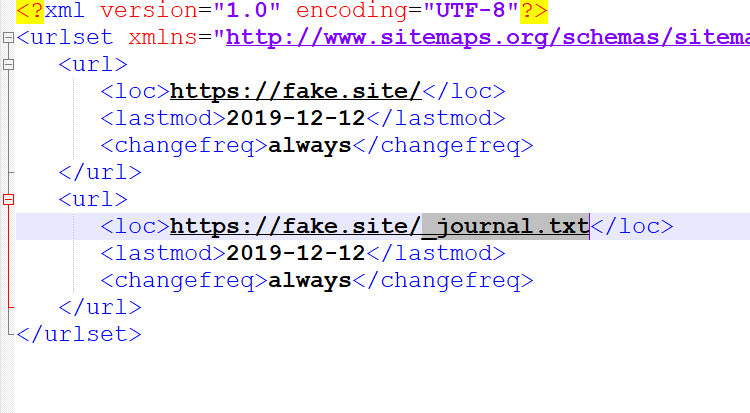 <?xml version="1.0" encoding="UTF-8"?>
<urlset xmlns="http://www.sitemaps.org/schemas/sitema
<url>
<loc>https://fake.site/</loc>
<lastmod>2019-12-12</lastmod>
<changefreq>always</changefreq>
</url>
<url>
<loc>https://fake.site/_journal.txt</loc>
<lastmod>2019-12-12</lastmod>
<changefreq>always</changefreq>
</url>
</urlset>